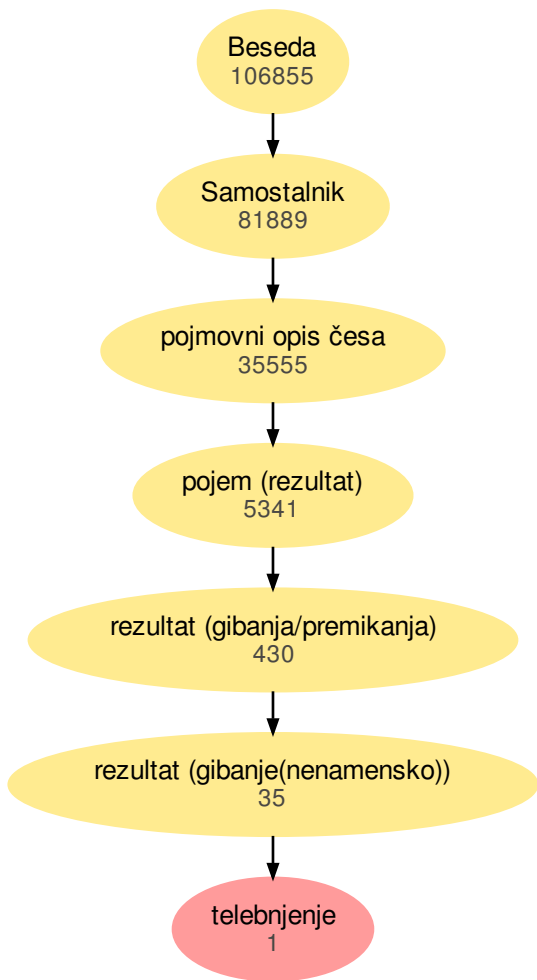 Beseda
106855
Samostalnik
81889
pojmovni opis česa
35555
pojem (rezultat)
5341
rezultat (gibanja/premikanja)
430
rezultat (gibanje(nenamensko))
35
telebnjenje
1